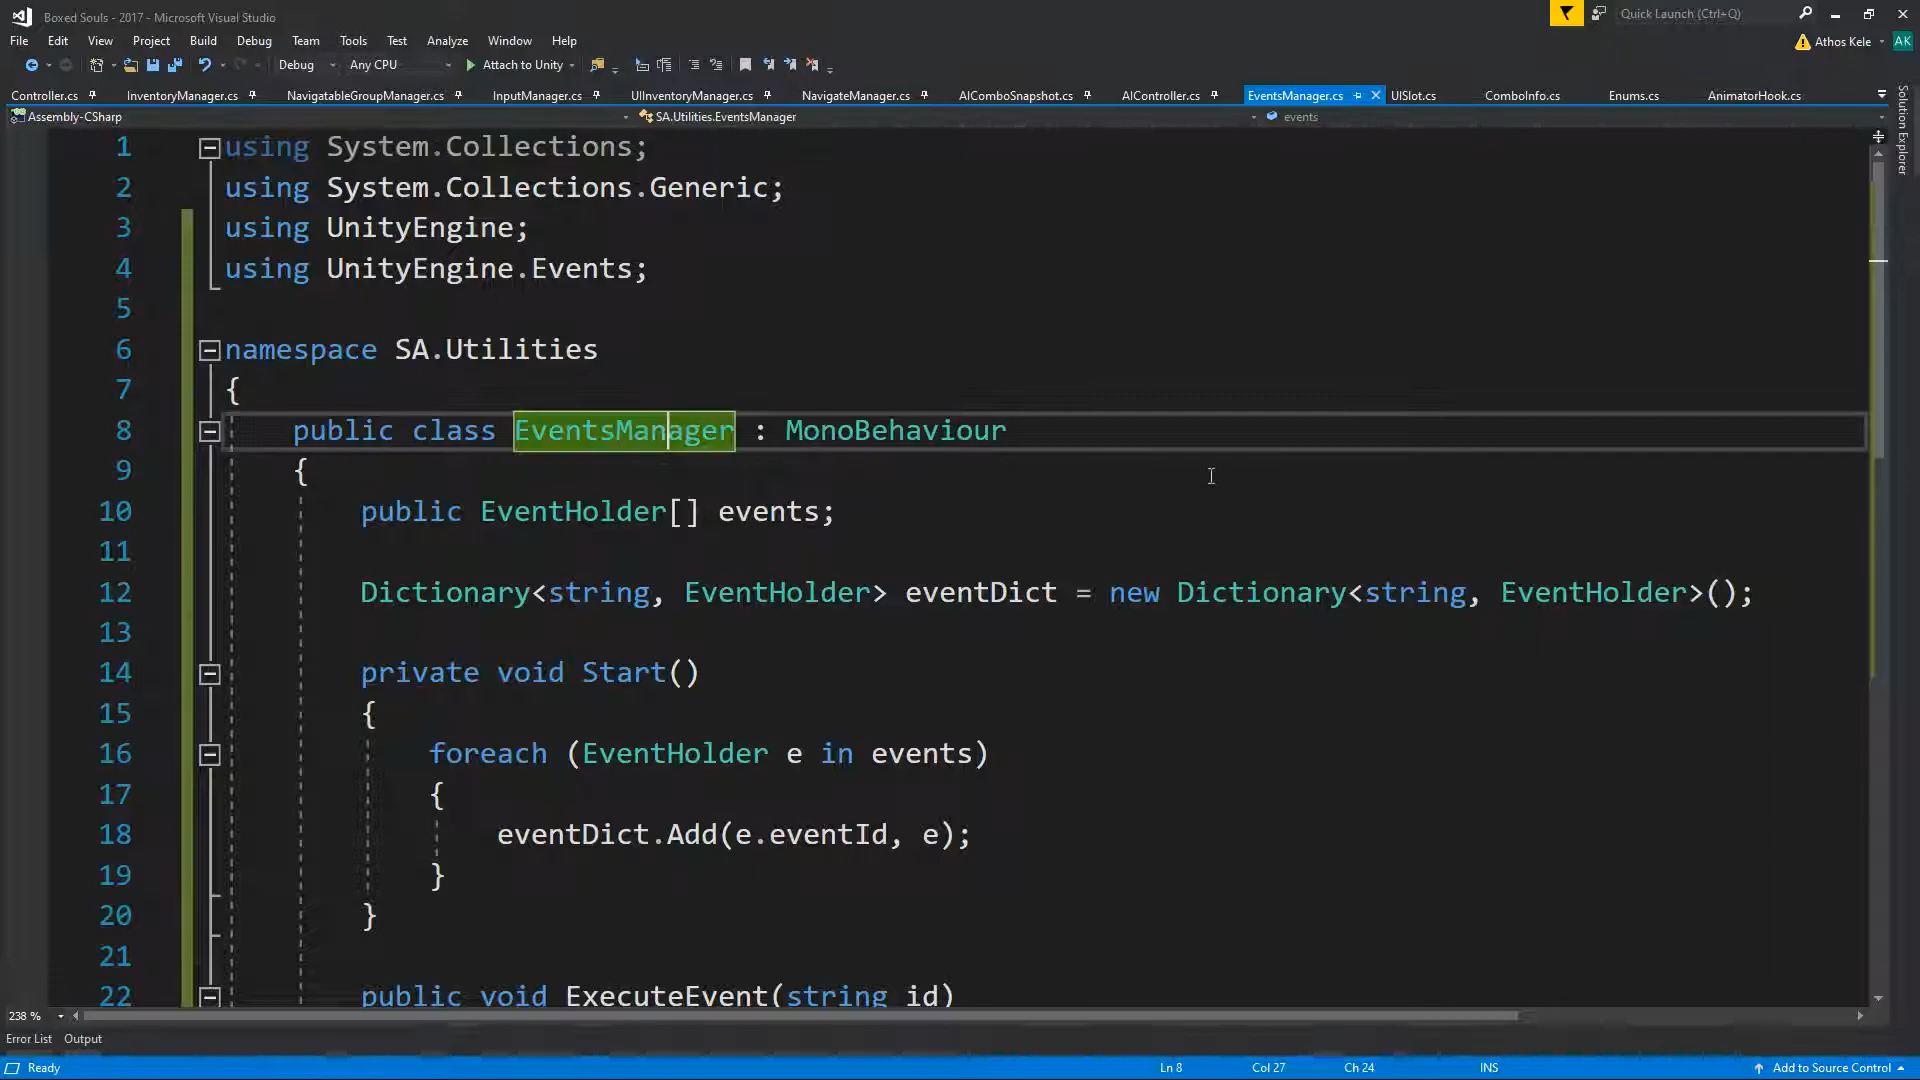 Boxed Souls - 2017 - Microsoft Visual Studio
Quick Launch (Ctrl+Q)
File Edit View Project Build Debug Team Tools Test Analyze Window Help
Athos Kele AK
Debug Any CPU Attach to Unity
Controller.cs InventoryManager.cs NavigatableGroupManager.cs InputManager.cs UIInventoryManager.cs NavigateManager.cs AIComboSnapshot.cs AIController.cs EventsManager.cs UISlot.cs ComboInfo.cs Enums.cs AnimatorHook.cs
Assembly-CSharp SA.Utilities.EventsManager events
Solution Explorer
1 using System.Collections;
2 using System.Collections.Generic;
3 using UnityEngine;
4 using UnityEngine.Events;
5
6 namespace SA.Utilities
7 {
8 public class EventsManager : MonoBehaviour
9 {
10 public EventHolder[] events;
11
12 Dictionary<string, EventHolder> eventDict = new Dictionary<string, EventHolder>();
13
14 private void Start()
15 {
16 foreach (EventHolder e in events)
17 {
18 eventDict.Add(e.eventId, e);
19 }
20 }
21
22 public void ExecuteEvent(string id)
238 %
Error List Output
Ready Ln 8 Col 27 Ch 24 INS Add to Source Control